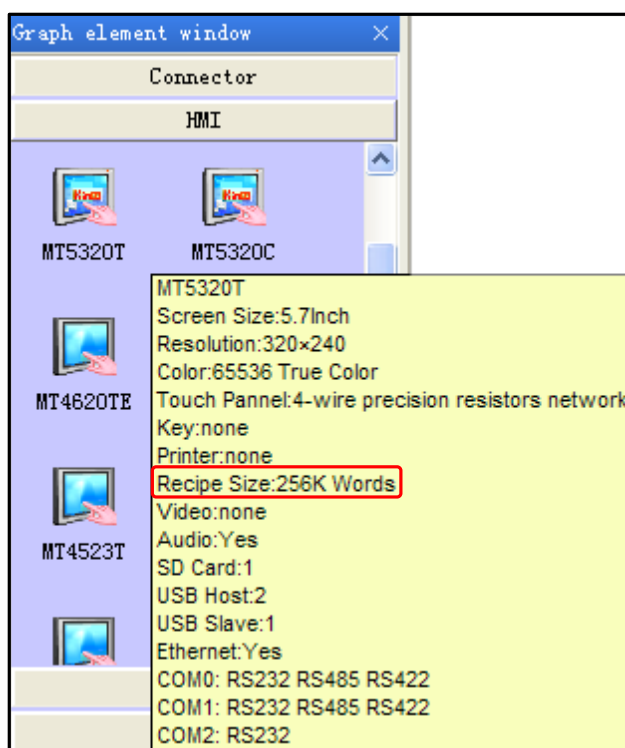 Graph element window
Connector
HMI
MT5320T
MT5320C
MT4620TE
MT4523T
MT5320T
Screen Size:5.7Inch
Resolution:320×240
Color:65536 True Color
Touch Pannel:4-wire precision resistors network
Key:none
Printer:none
Recipe Size:256K Words
Video:none
Audio:Yes
SD Card:1
USB Host:2
USB Slave:1
Ethernet:Yes
COM0: RS232 RS485 RS422
COM1: RS232 RS485 RS422
COM2: RS232